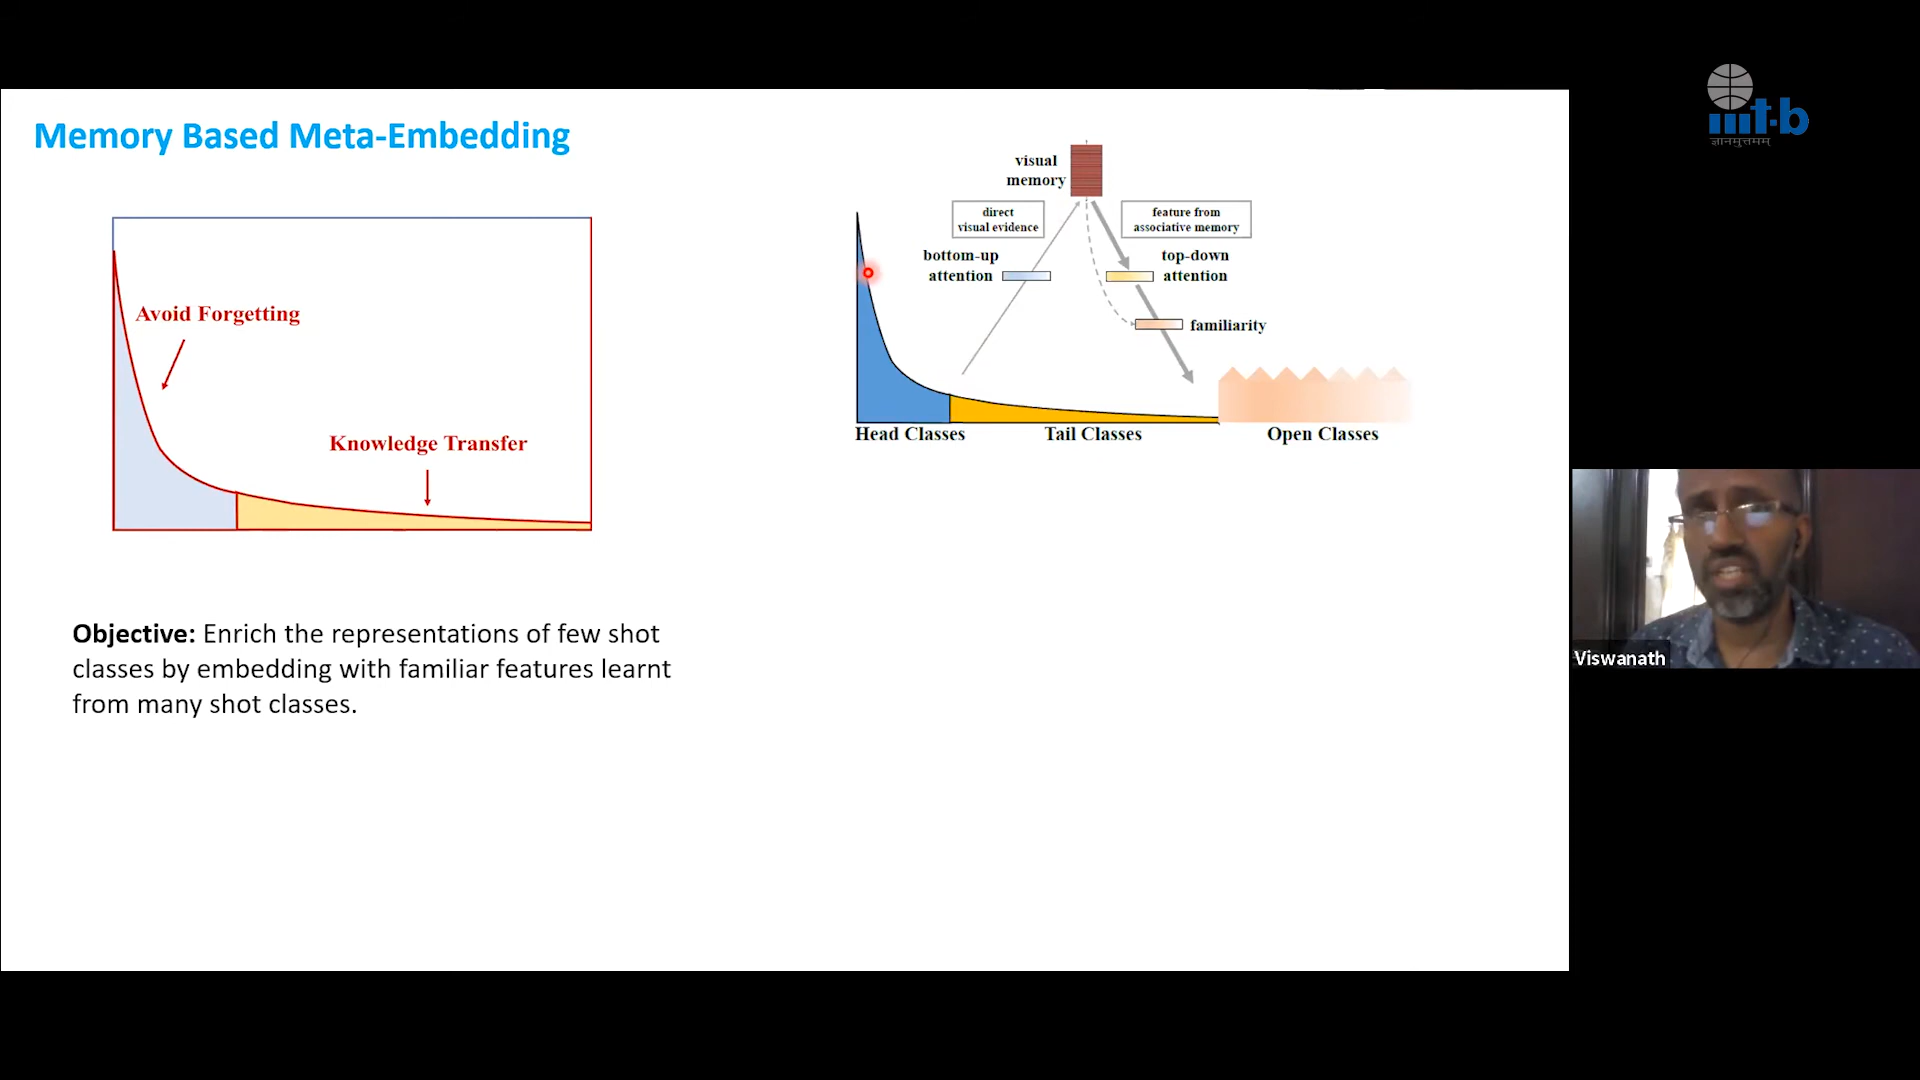 Memory Based Meta-Embedding
Avoid Forgetting
Knowledge Transfer
Objective: Enrich the representations of few shot
classes by embedding with familiar features learnt
from many shot classes.
visual
memory
direct
visual evidence
feature from
associative memory
bottom-up
attention
top-down
attention
familiarity
Head Classes
Tail Classes
Open Classes
iiit-b
ज्ञानमुत्तमम्
Viswanath